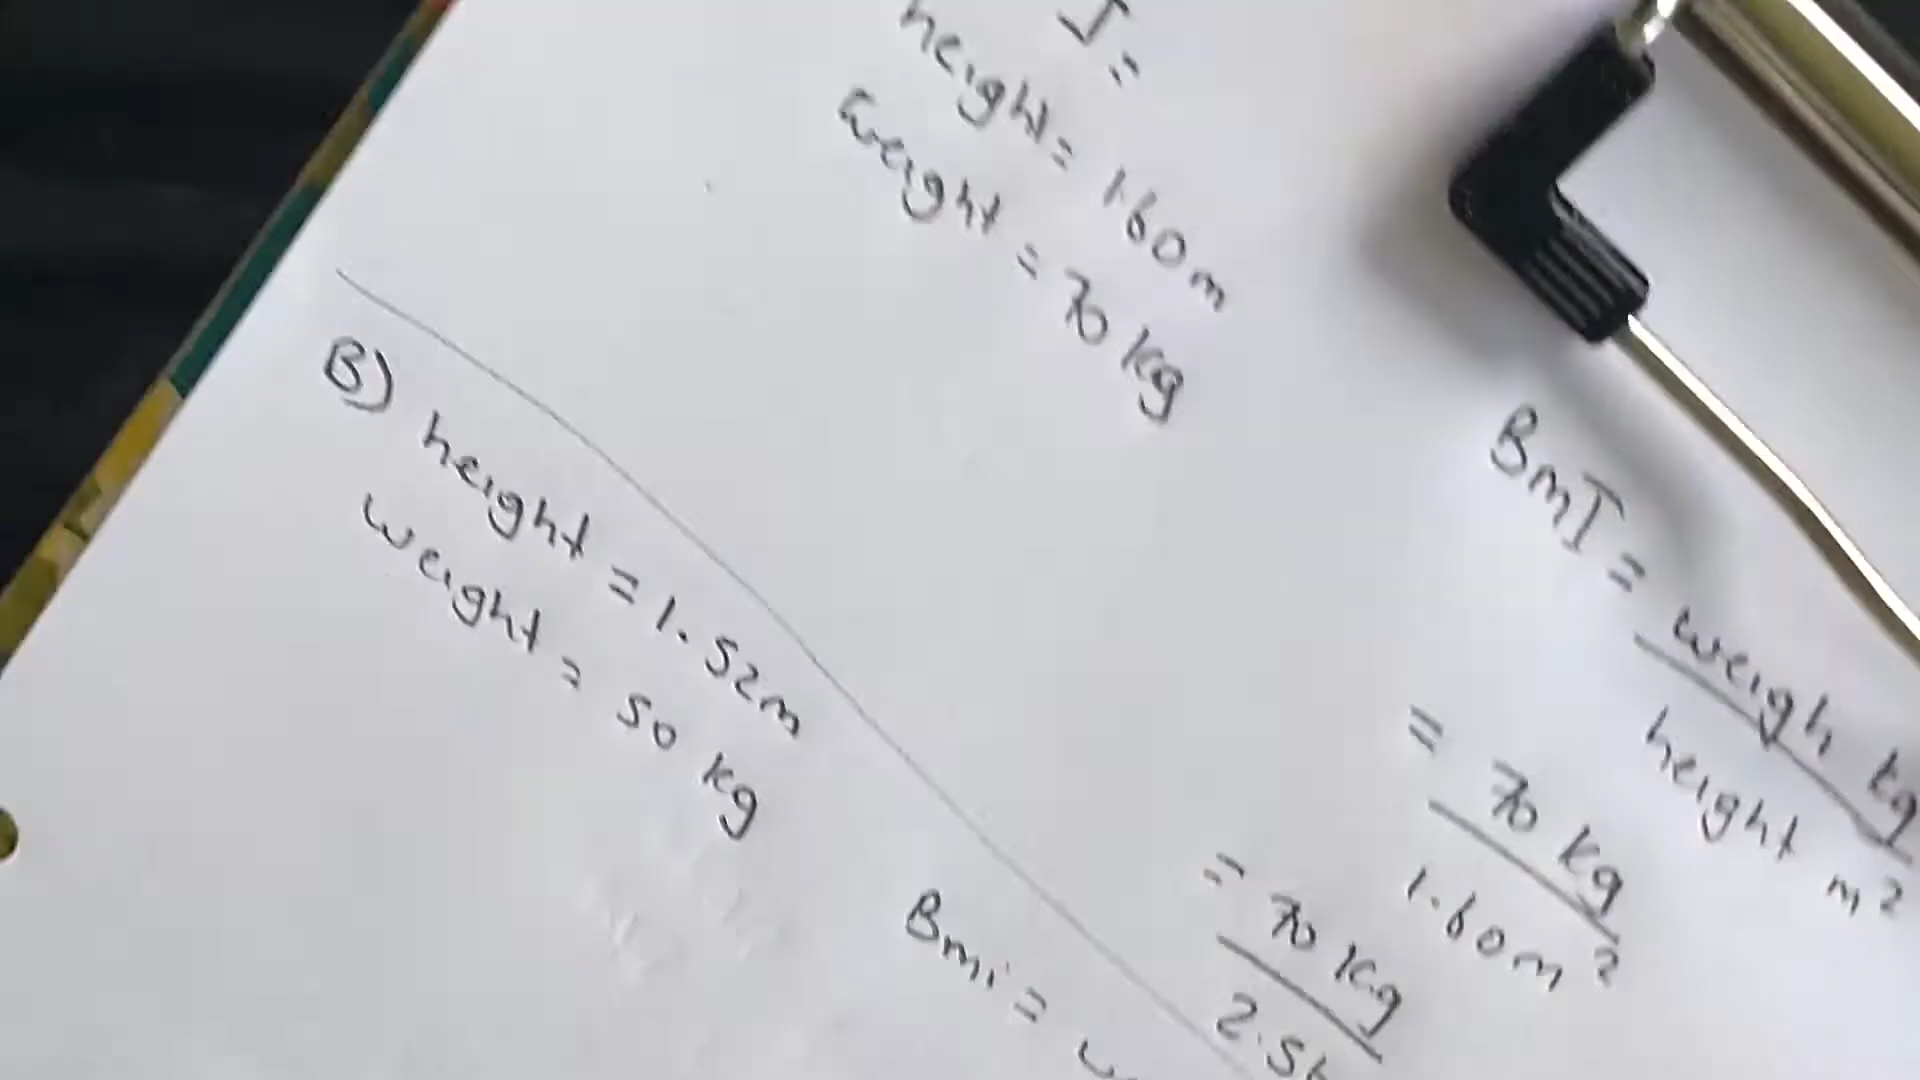 I =
height = 1.60m
weight = 70 kg
BMI = weigh kg
height m²
= 70 kg
1.60m²
= 70 kg
2.56
B) height = 1.52m
weight = 50 kg
Bmi =